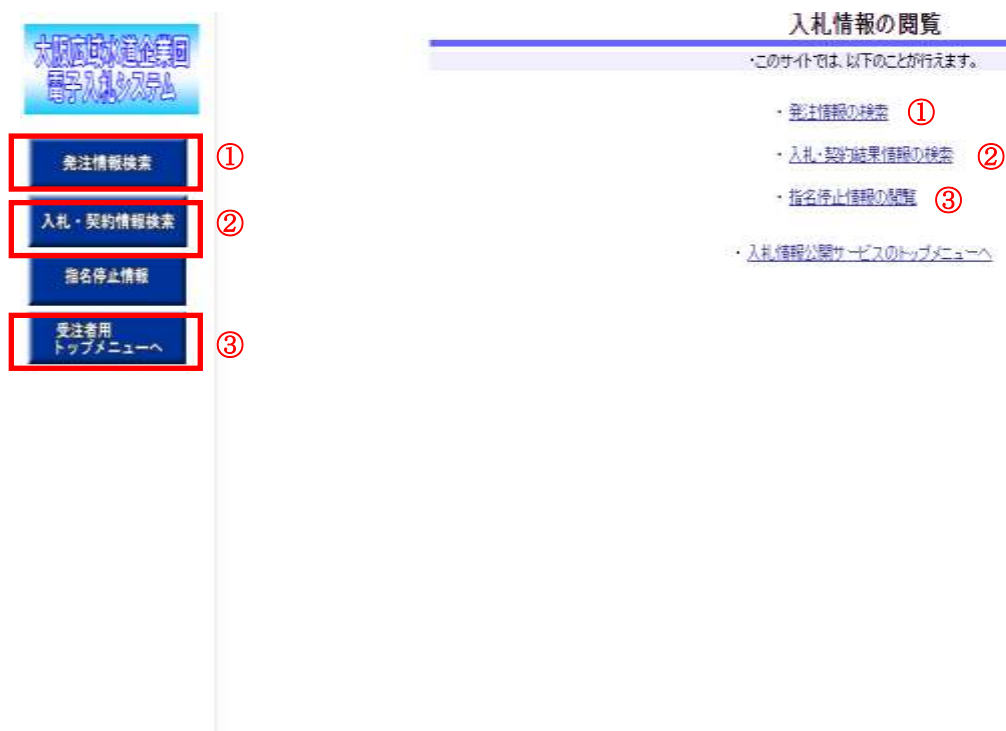 大阪広域水道企業団
電子入札システム
発注情報検索 ①
入札・契約情報検索 ②
指名停止情報
受注者用
トップメニューへ ③
入札情報の閲覧
・このサイトでは、以下のことが行えます。
・発注情報の検索 ①
・入札・契約結果情報の検索 ②
・指名停止情報の閲覧 ③
・入札情報公開サービスのトップメニューへ